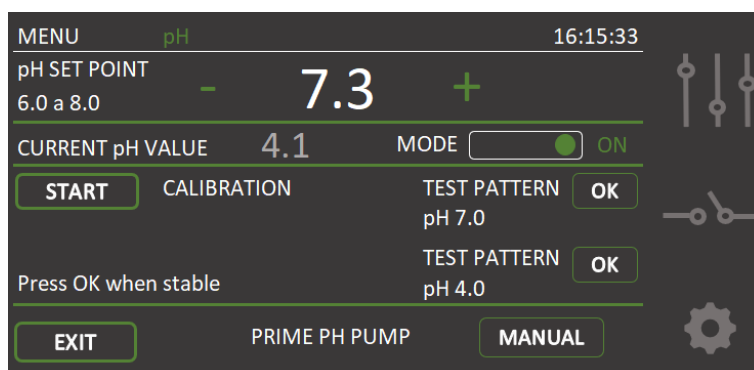 MENU pH 16:15:33
pH SET POINT
6.0 a 8.0
- 7.3 +
CURRENT pH VALUE 4.1 MODE ON
START CALIBRATION TEST PATTERN OK
pH 7.0
TEST PATTERN OK
Press OK when stable pH 4.0
EXIT PRIME PH PUMP MANUAL